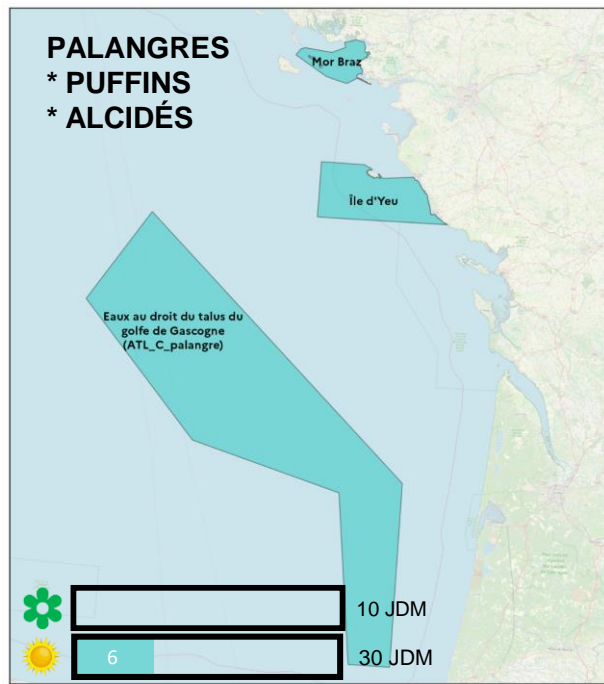 PALANGRES
* PUFFINS
* ALCIDÉS
Mor Braz
Île d'Yeu
Eaux au droit du talus du
golfe de Gascogne
(ATL_C_palangre)
10 JDM
6
30 JDM